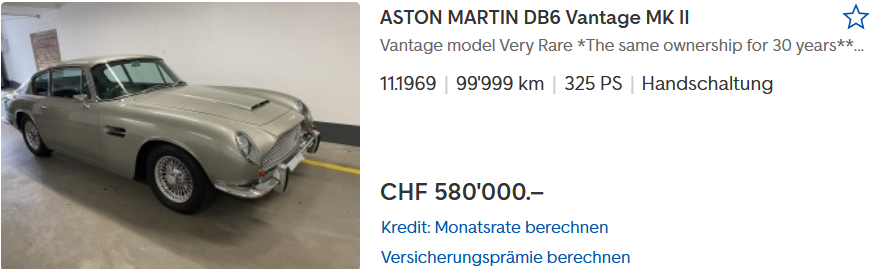 ASTON MARTIN DB6 Vantage MK II
Vantage model Very Rare *The same ownership for 30 years**...
11.1969 | 99'999 km | 325 PS | Handschaltung
CHF 580'000.–
Kredit: Monatsrate berechnen
Versicherungsprämie berechnen